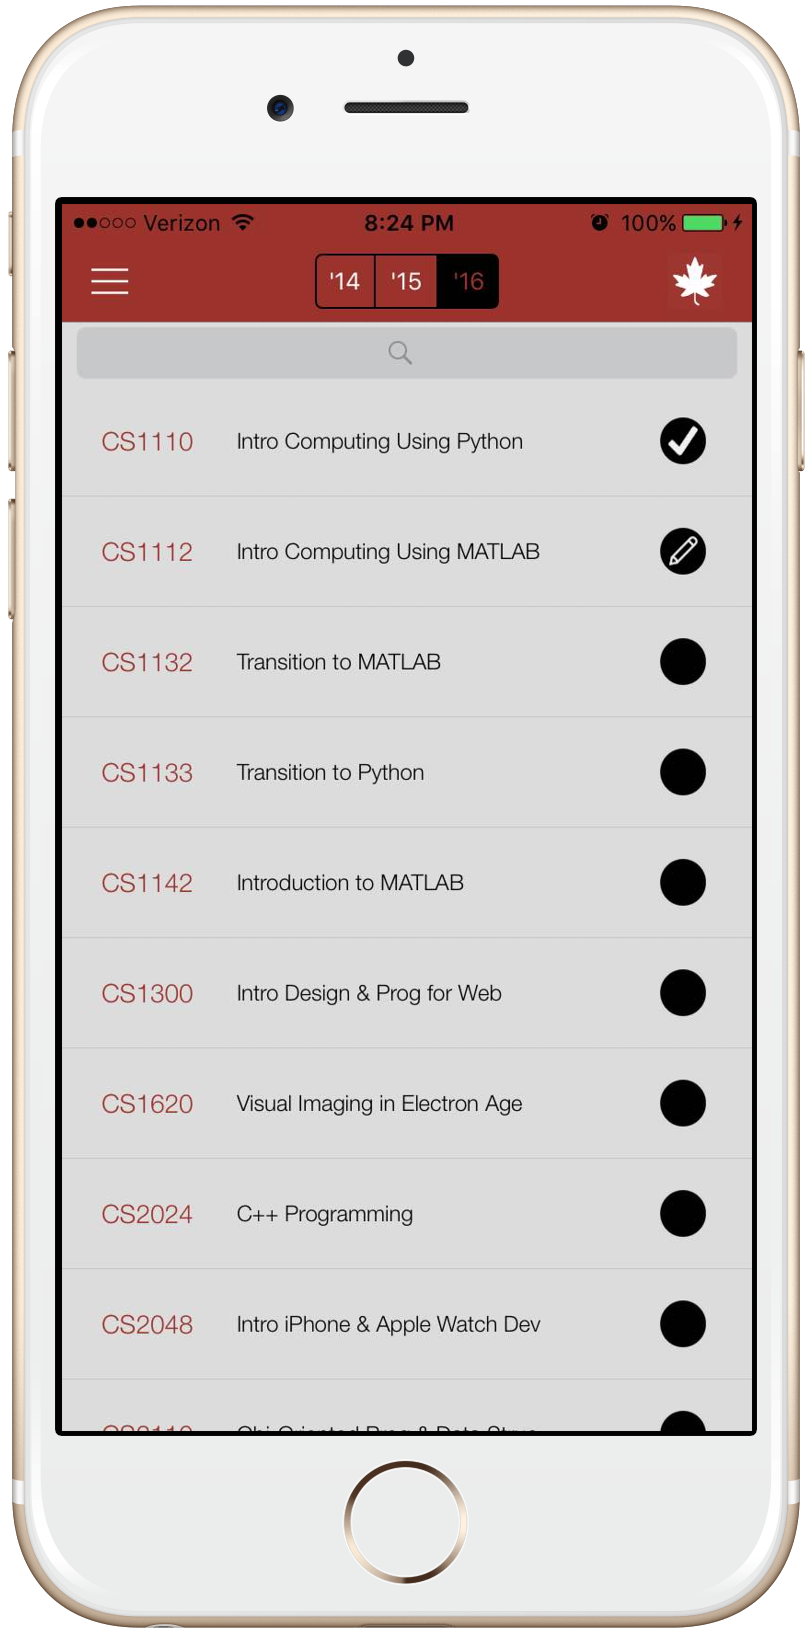 Verizon 8:24 PM 100%
'14 '15 '16
CS1110 Intro Computing Using Python
CS1112 Intro Computing Using MATLAB
CS1132 Transition to MATLAB
CS1133 Transition to Python
CS1142 Introduction to MATLAB
CS1300 Intro Design & Prog for Web
CS1620 Visual Imaging in Electron Age
CS2024 C++ Programming
CS2048 Intro iPhone & Apple Watch Dev